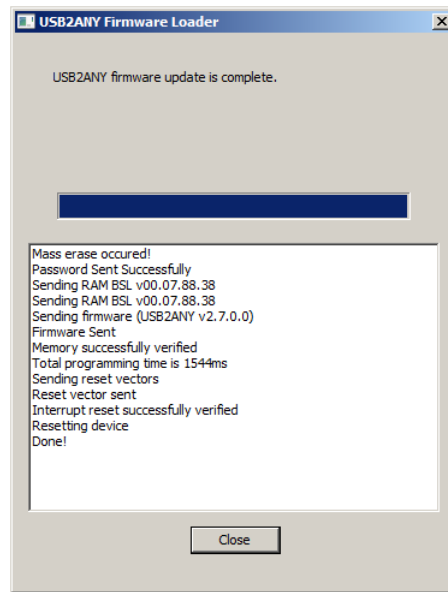 USB2ANY Firmware Loader
USB2ANY firmware update is complete.
Mass erase occured!
Password Sent Successfully
Sending RAM BSL v00.07.88.38
Sending RAM BSL v00.07.88.38
Sending firmware (USB2ANY v2.7.0.0)
Firmware Sent
Memory successfully verified
Total programming time is 1544ms
Sending reset vectors
Reset vector sent
Interrupt reset successfully verified
Resetting device
Done!
Close